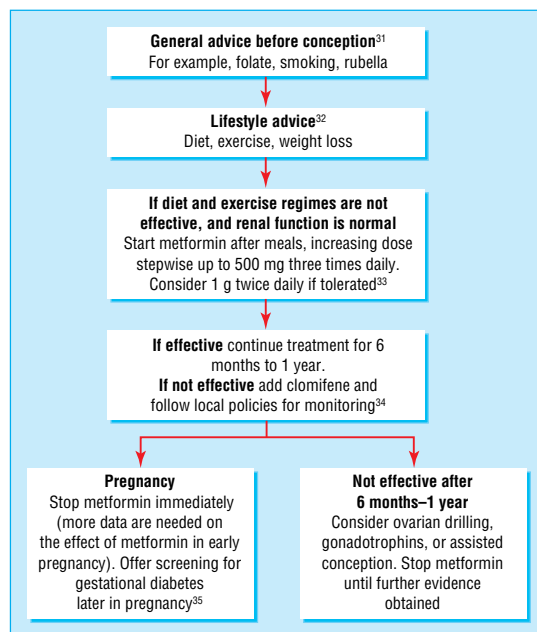 General advice before conception31
For example, folate, smoking, rubella
Lifestyle advice32
Diet, exercise, weight loss
If diet and exercise regimes are not
effective, and renal function is normal
Start metformin after meals, increasing dose
stepwise up to 500 mg three times daily.
Consider 1 g twice daily if tolerated33
If effective continue treatment for 6
months to 1 year.
If not effective add clomifene and
follow local policies for monitoring34
Pregnancy
Stop metformin immediately
(more data are needed on
the effect of metformin in early
pregnancy). Offer screening for
gestational diabetes
later in pregnancy35
Not effective after
6 months–1 year
Consider ovarian drilling,
gonadotrophins, or assisted
conception. Stop metformin
until further evidence
obtained